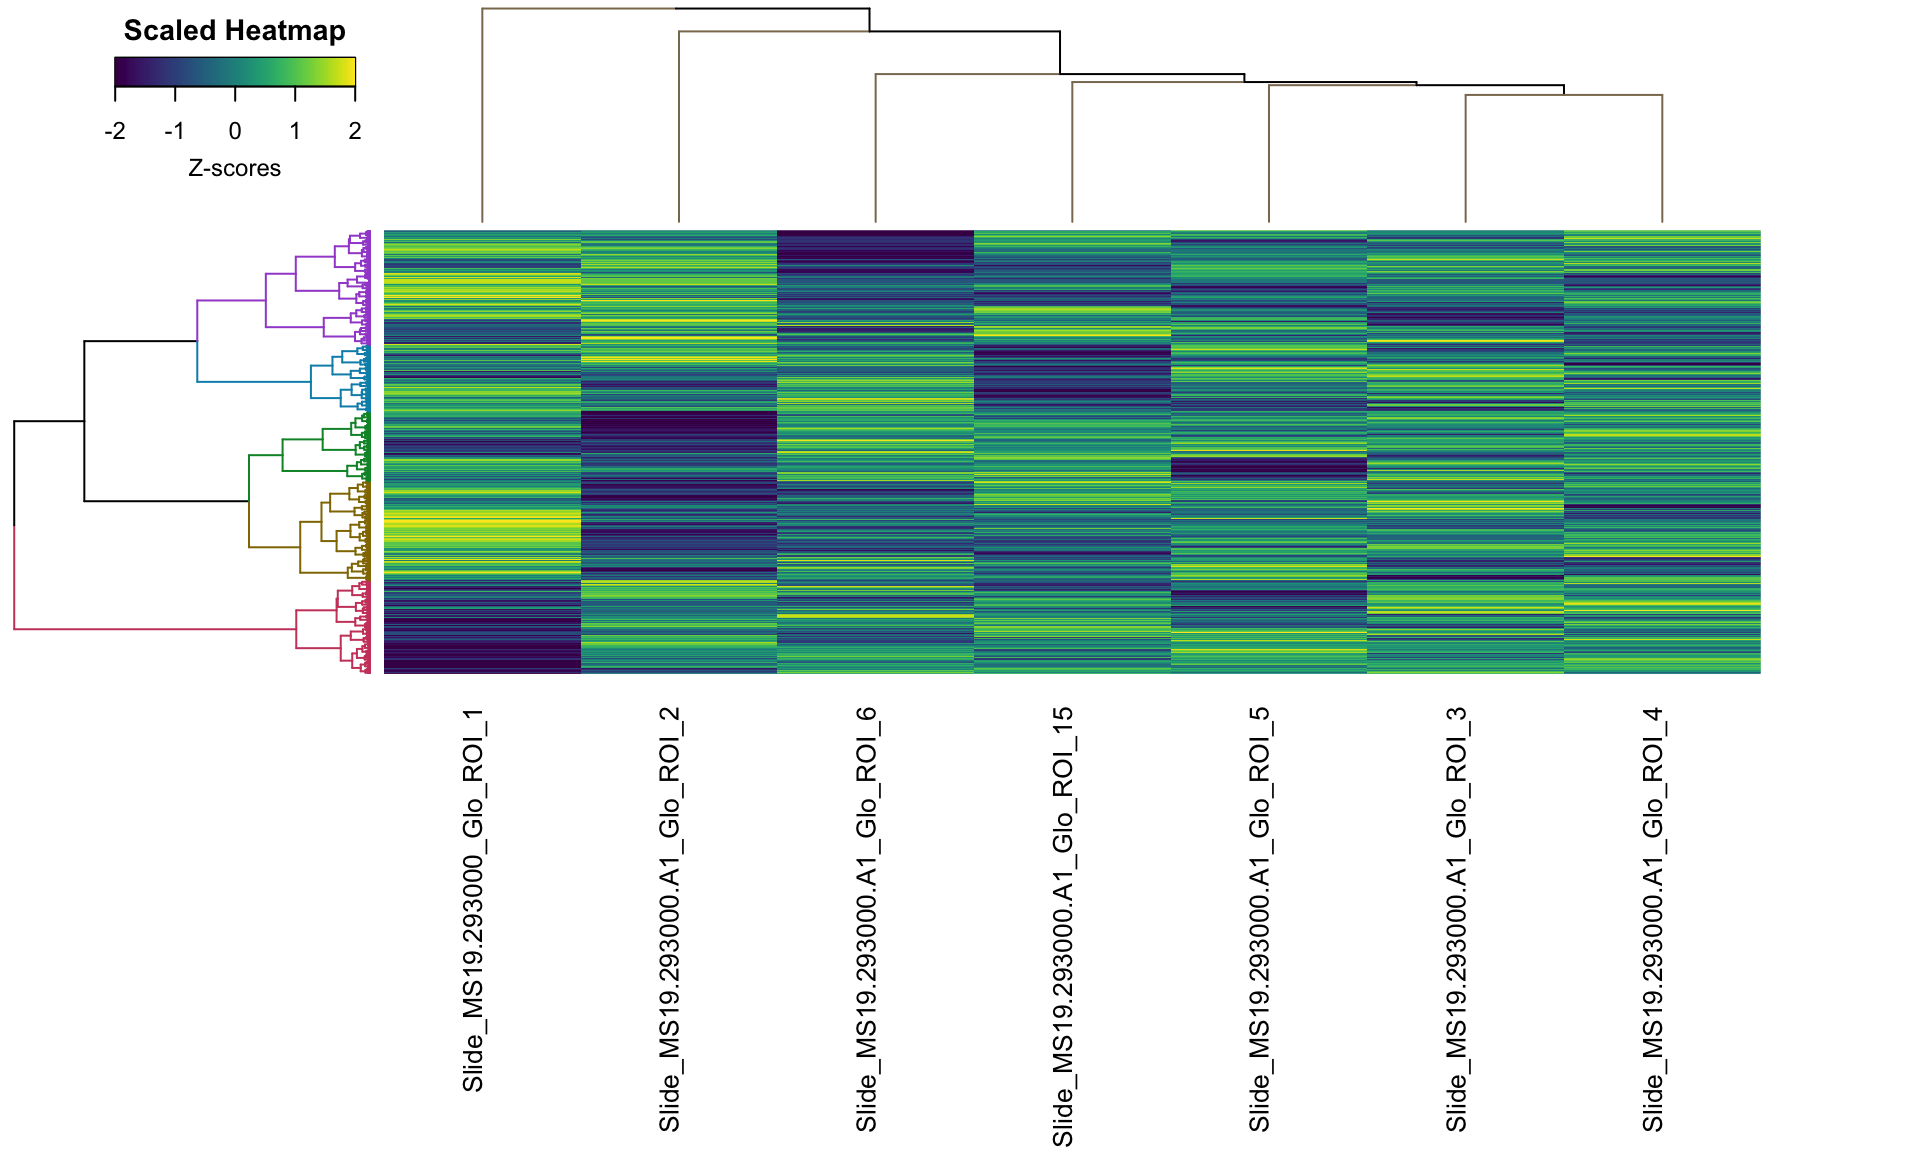 Scaled Heatmap
-2 -1 0 1 2
Z-scores
Slide_MS19.293000_Glo_ROI_1
Slide_MS19.293000.A1_Glo_ROI_2
Slide_MS19.293000.A1_Glo_ROI_6
Slide_MS19.293000.A1_Glo_ROI_15
Slide_MS19.293000.A1_Glo_ROI_5
Slide_MS19.293000.A1_Glo_ROI_3
Slide_MS19.293000.A1_Glo_ROI_4